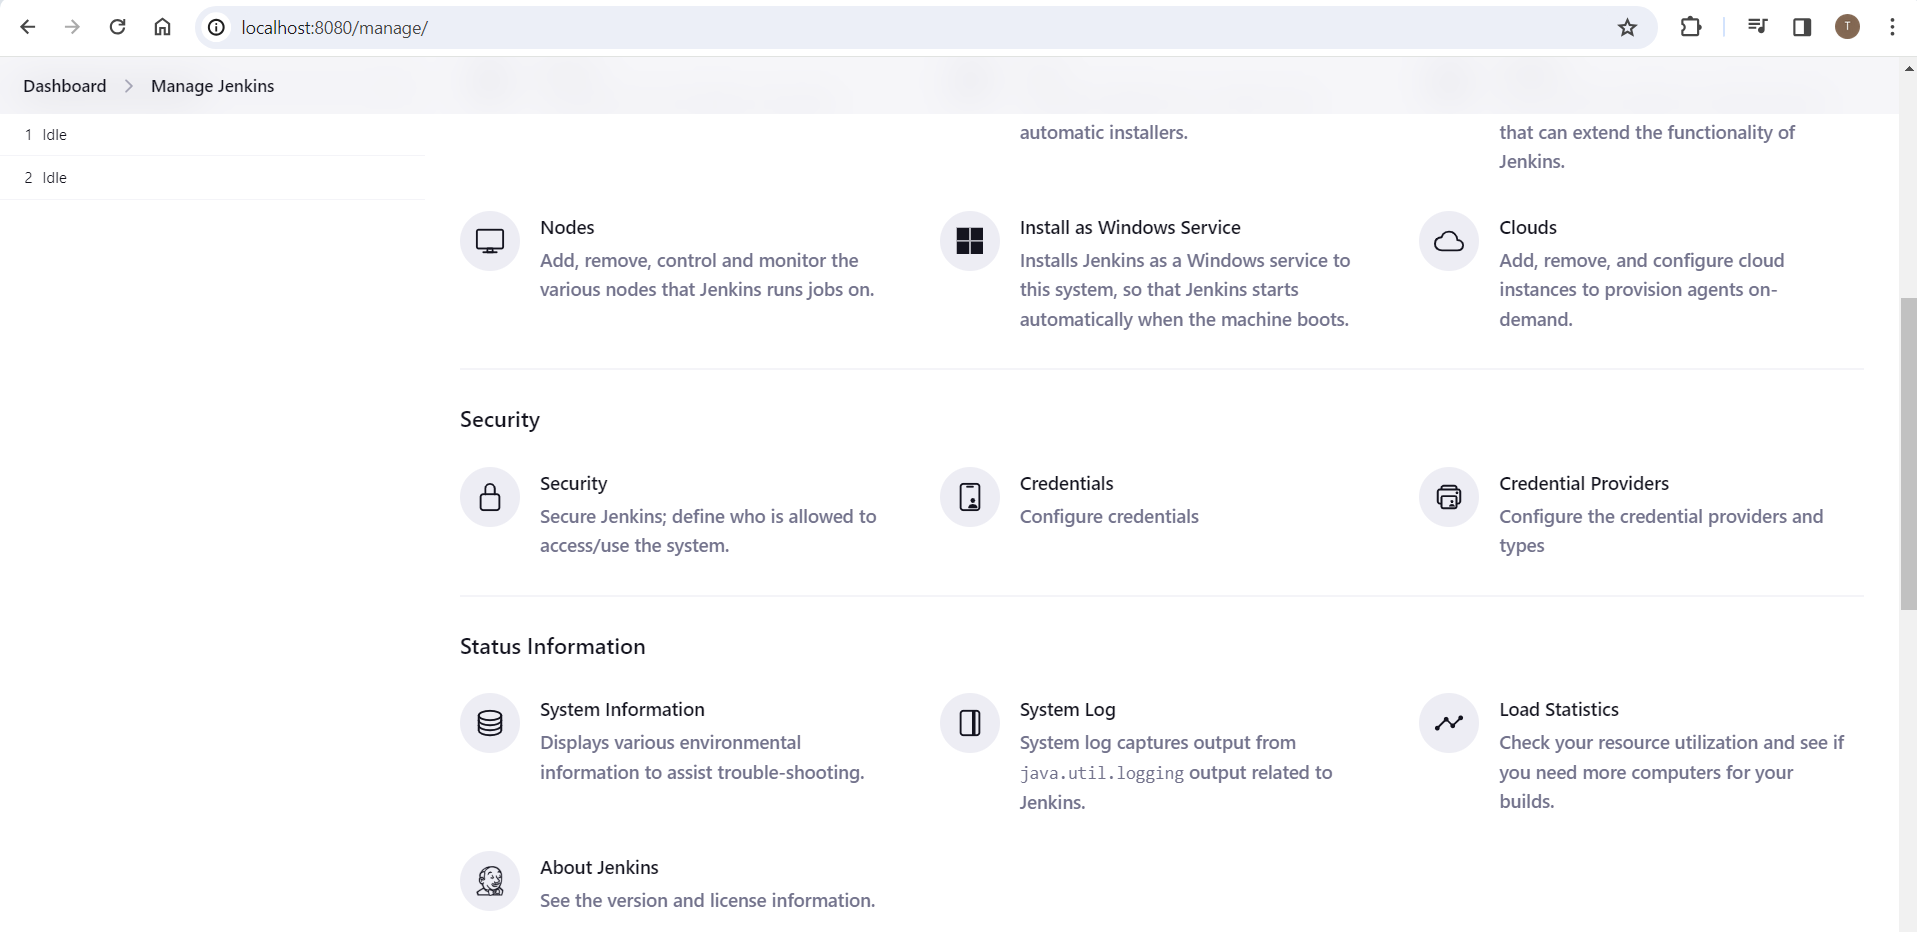 localhost:8080/manage/
T
Dashboard
Manage Jenkins
1 Idle
2 Idle
automatic installers.
that can extend the functionality of
Jenkins.
Nodes
Add, remove, control and monitor the
various nodes that Jenkins runs jobs on.
Install as Windows Service
Installs Jenkins as a Windows service to
this system, so that Jenkins starts
automatically when the machine boots.
Clouds
Add, remove, and configure cloud
instances to provision agents on-
demand.
Security
Security
Secure Jenkins; define who is allowed to
access/use the system.
Credentials
Configure credentials
Credential Providers
Configure the credential providers and
types
Status Information
System Information
Displays various environmental
information to assist trouble-shooting.
System Log
System log captures output from
java.util.logging output related to
Jenkins.
Load Statistics
Check your resource utilization and see if
you need more computers for your
builds.
About Jenkins
See the version and license information.